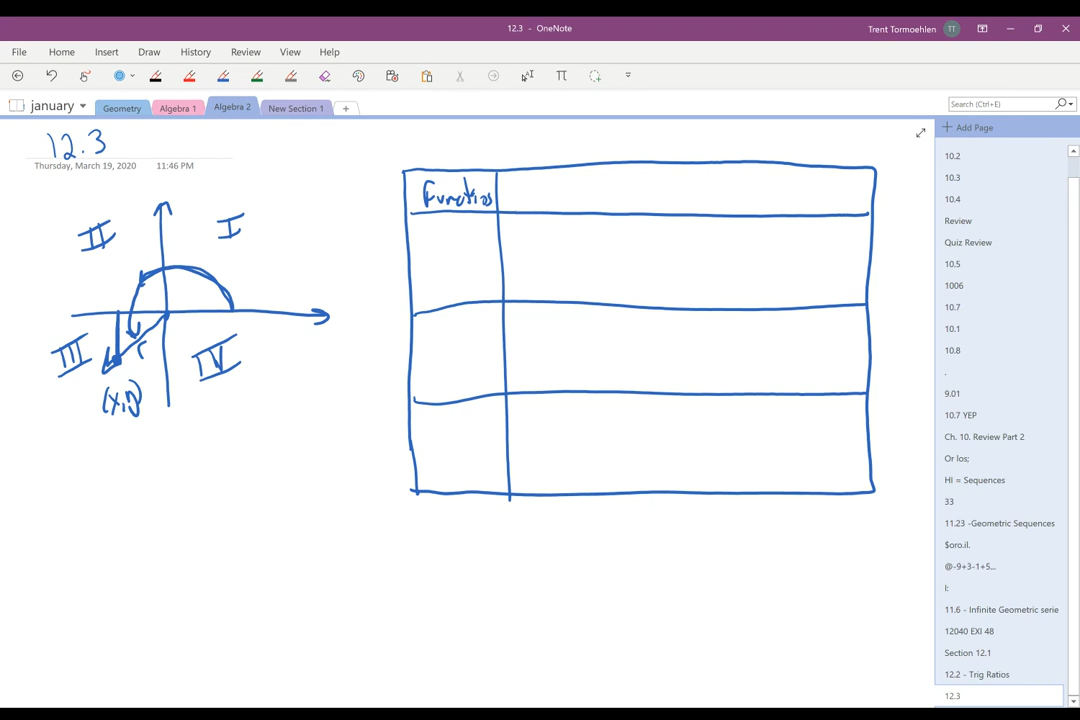 12.3 - OneNote
Trent Tormoehlen
TT
File Home Insert Draw History Review View Help
january
Geometry
Algebra 1
Algebra 2
New Section 1
Search (Ctrl+E)
Add Page
12.3
Thursday, March 19, 2020 11:46 PM
II
I
III
IV
r
(x,y)
Function
10.2
10.3
10.4
Review
Quiz Review
10.5
1006
10.7
10.1
10.8
.
9.01
10.7 YEP
Ch. 10. Review Part 2
Or Ios;
HI = Sequences
33
11.23 -Geometric Sequences
$oro.il.
@-9+3-1+5...
I:
11.6 - Infinite Geometric serie
12040 EXI 48
Section 12.1
12.2 - Trig Ratios
12.3